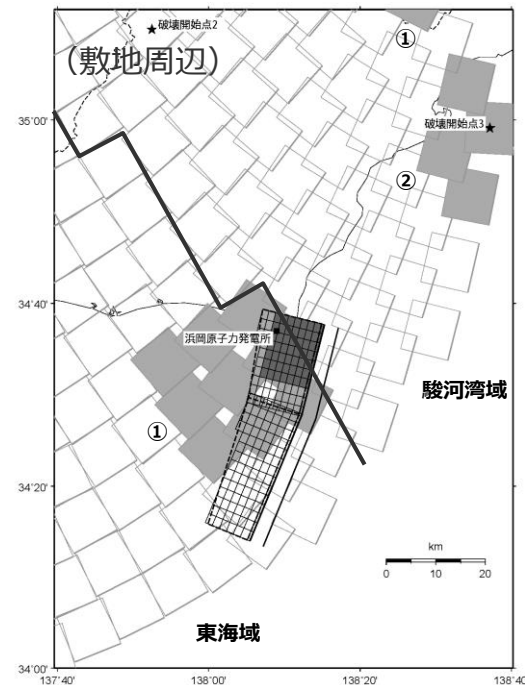 破壊開始点2
(敷地周辺)
①
35°00'
破壊開始点3
②
34°40'
浜岡原子力発電所
駿河湾域
①
34°20'
km
0 10 20
東海域
34°00'
137°40' 138°00' 138°20' 138°40'